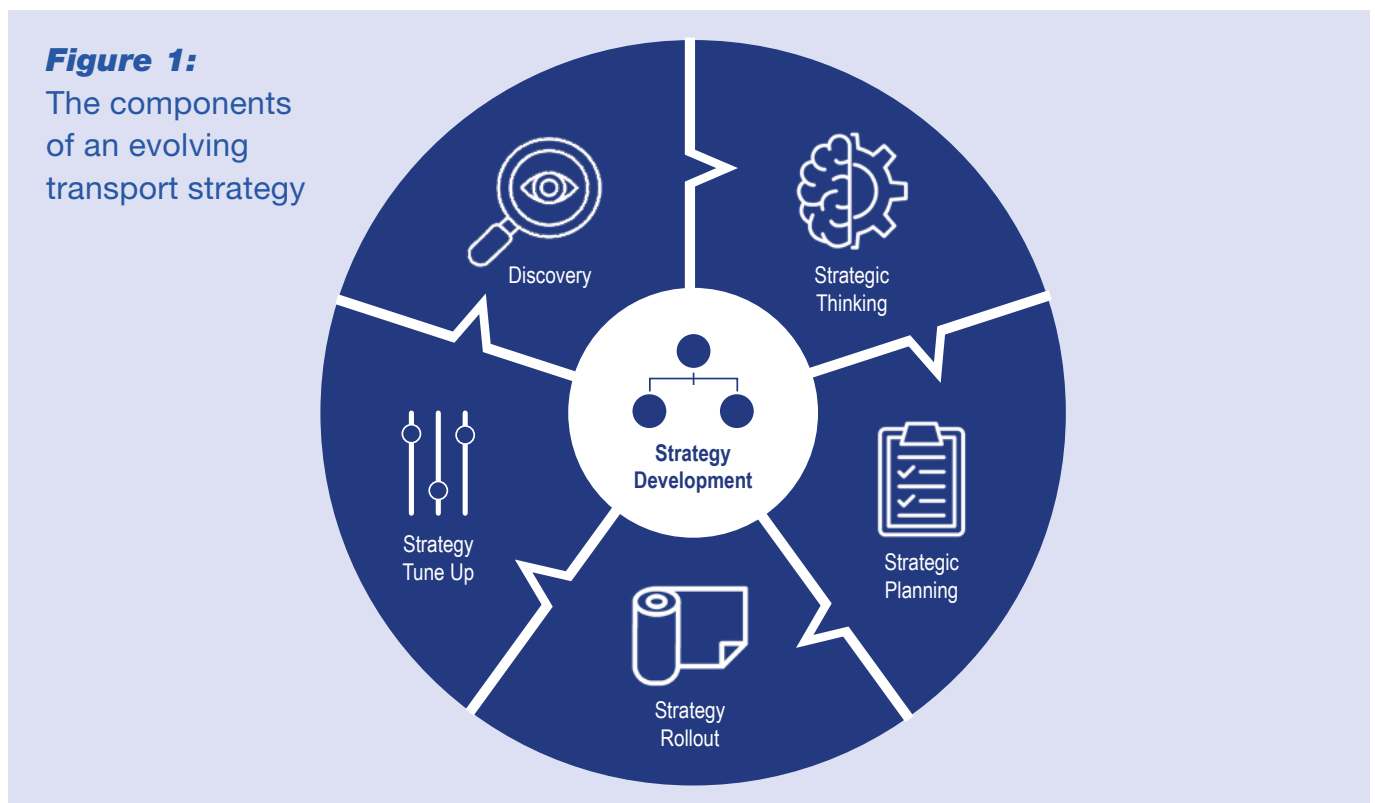 Figure 1:
The components
of an evolving
transport strategy
Discovery
Strategic
Thinking
Strategy
Development
Strategic
Planning
Strategy
Rollout
Strategy
Tune Up